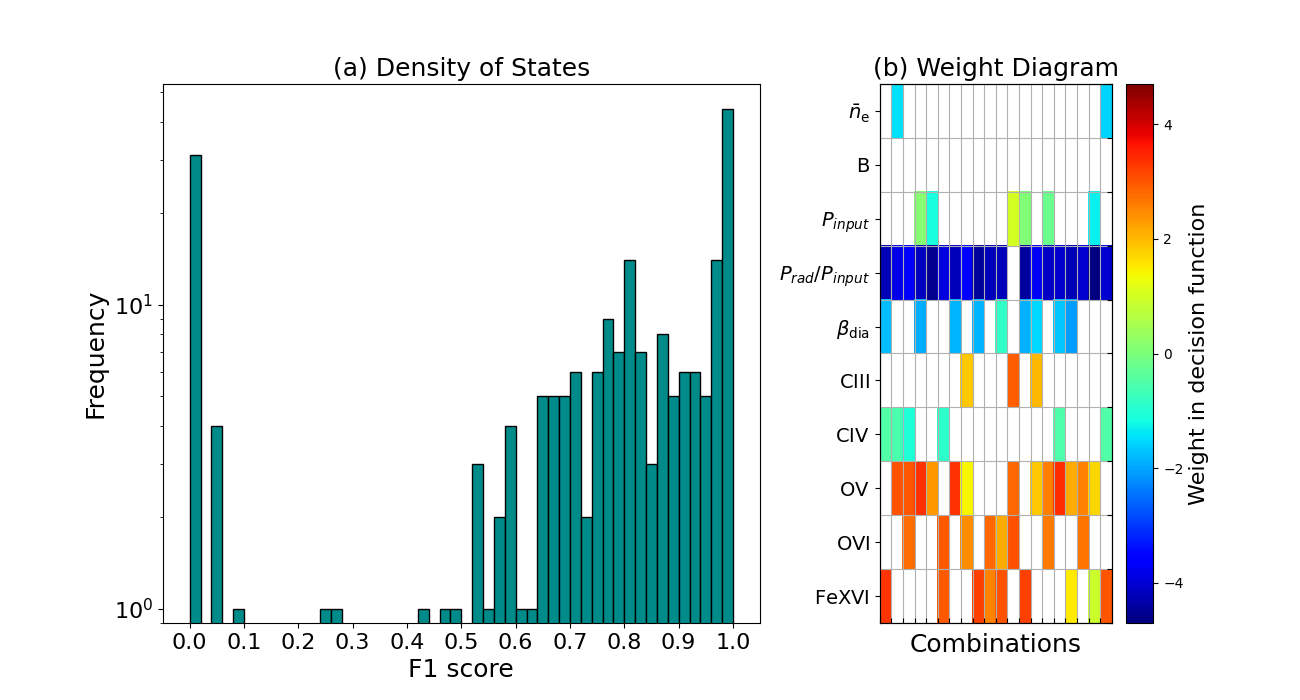 (a) Density of States
(b) Weight Diagram
Frequency
10¹
10⁰
0.0 0.1 0.2 0.3 0.4 0.5 0.6 0.7 0.8 0.9 1.0
F1 score
n̄e
B
Pinput
Prad/Pinput
βdia
CIII
CIV
OV
OVI
FeXVI
Combinations
4
2
0
−2
−4
Weight in decision function